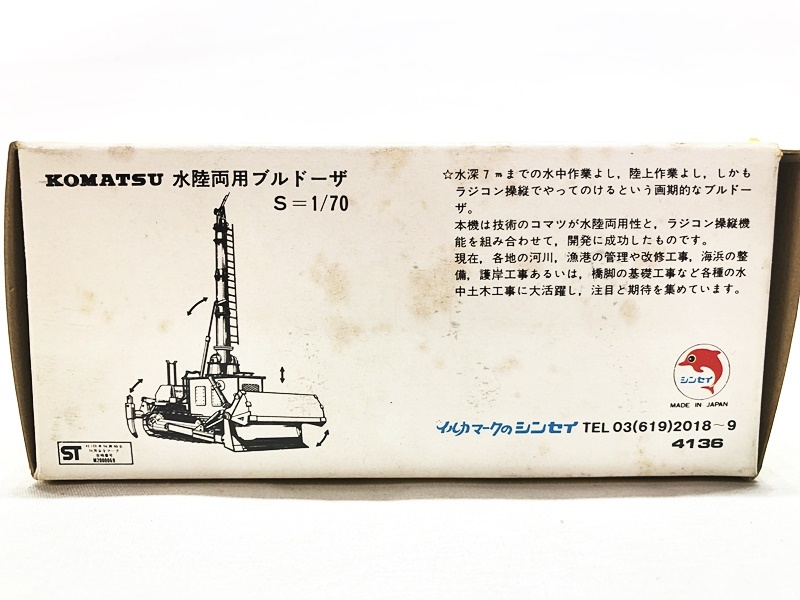 KOMATSU 水陸両用ブルドーザ
S=1/70
☆水深7mまでの水中作業よし,陸上作業よし,しかも
ラジコン操縦でやってのけるという画期的なブルドー
ザ。
本機は技術のコマツが水陸両用性と,ラジコン操縦機
能を組み合わせて,開発に成功したものです。
現在,各地の河川,漁港の管理や改修工事,海浜の整
備,護岸工事あるいは,橋脚の基礎工事など各種の水
中土木工事に大活躍し,注目と期待を集めています。
シンセイ
MADE IN JAPAN
イルカマークのシンセイ TEL 03(619)2018~9
4136
ST